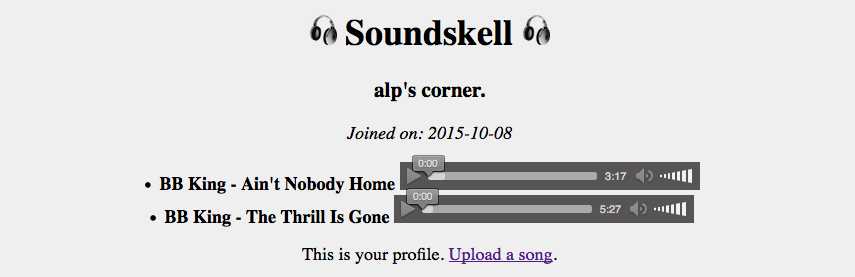 Soundskell
alp's corner.
Joined on: 2015-10-08
• BB King - Ain't Nobody Home 0:00 3:17
• BB King - The Thrill Is Gone 0:00 5:27
This is your profile. Upload a song.